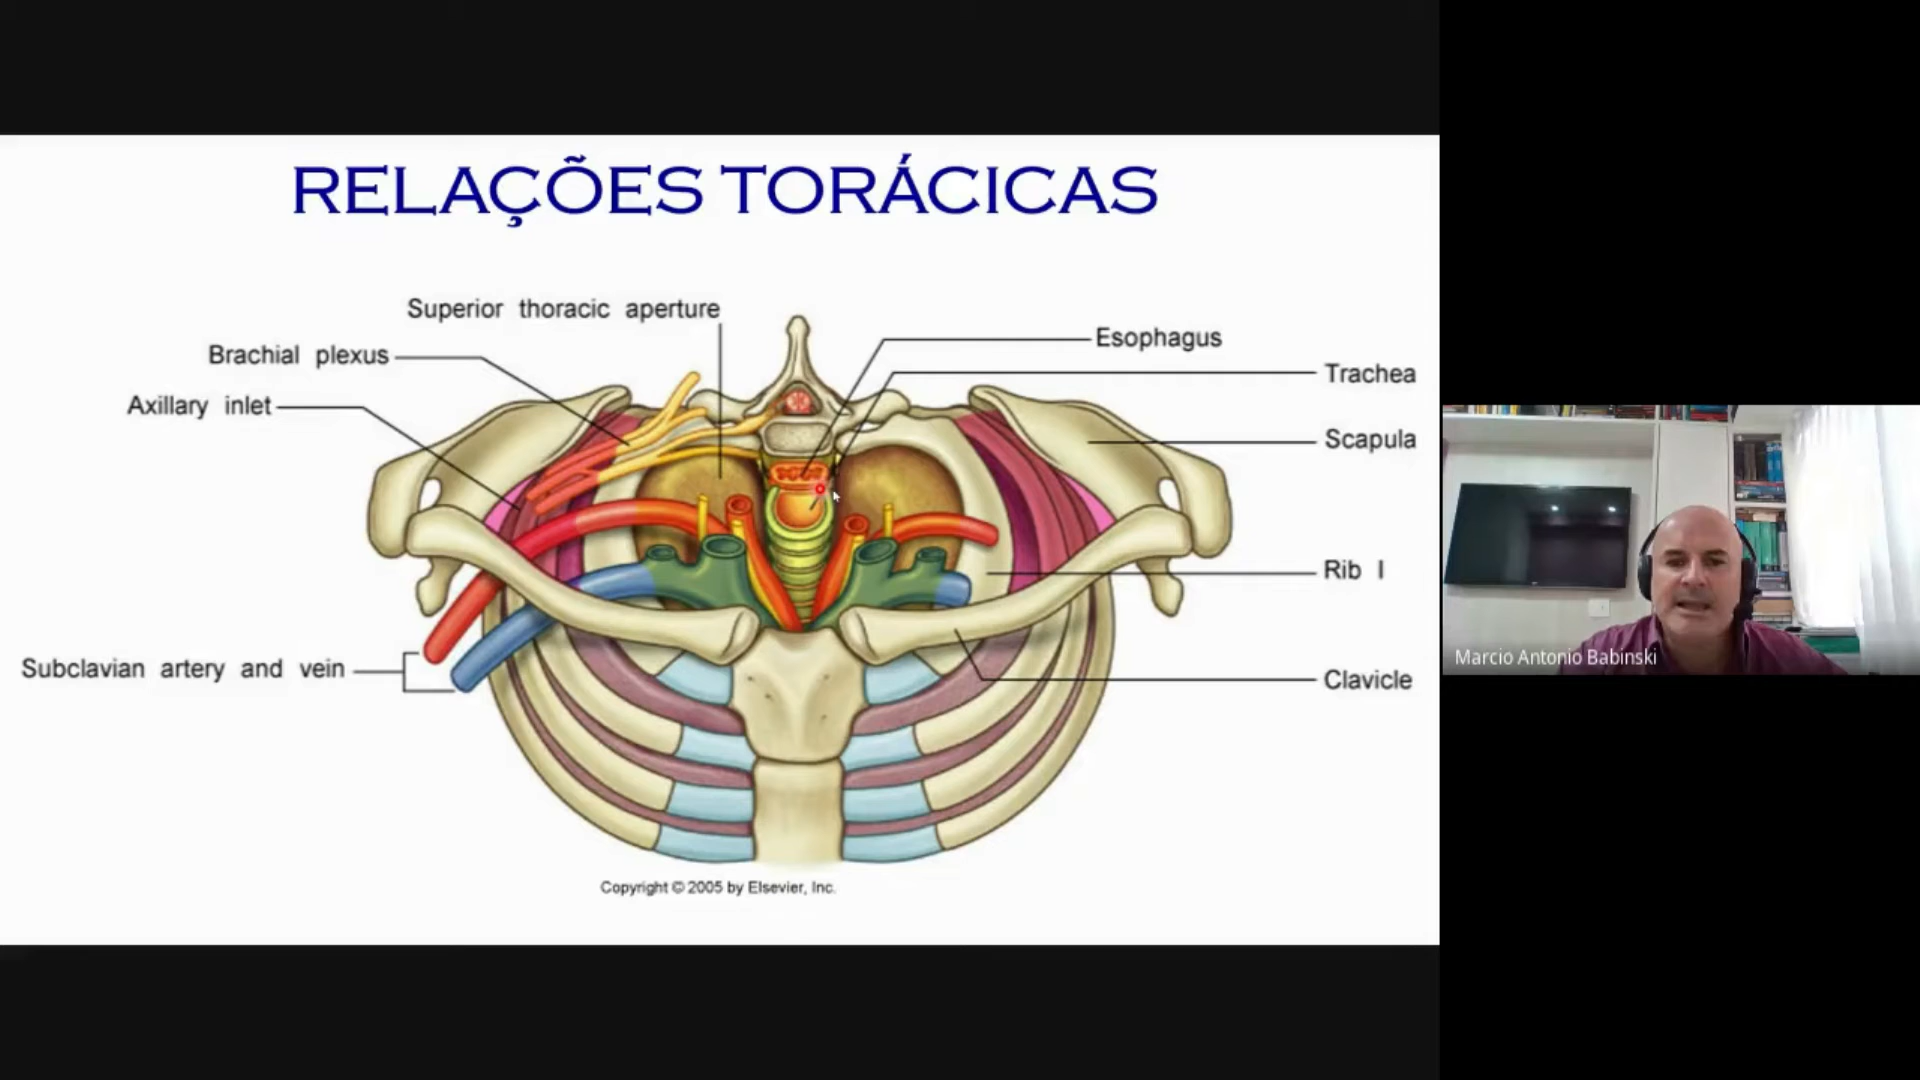 RELAÇÕES TORÁCICAS
Superior thoracic aperture
Brachial plexus
Axillary inlet
Subclavian artery and vein
Esophagus
Trachea
Scapula
Rib I
Clavicle
Copyright © 2005 by Elsevier, Inc.
Marcio Antonio Babinski